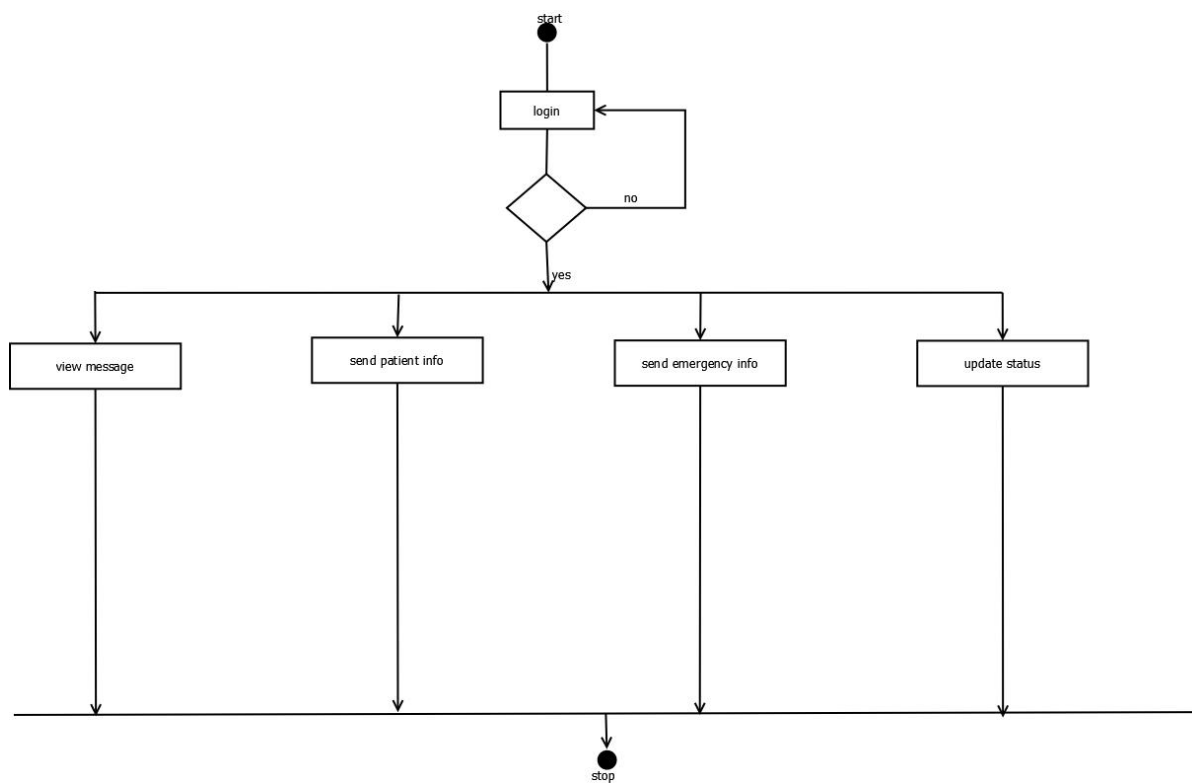 start
login
no
yes
view message
send patient info
send emergency info
update status
stop